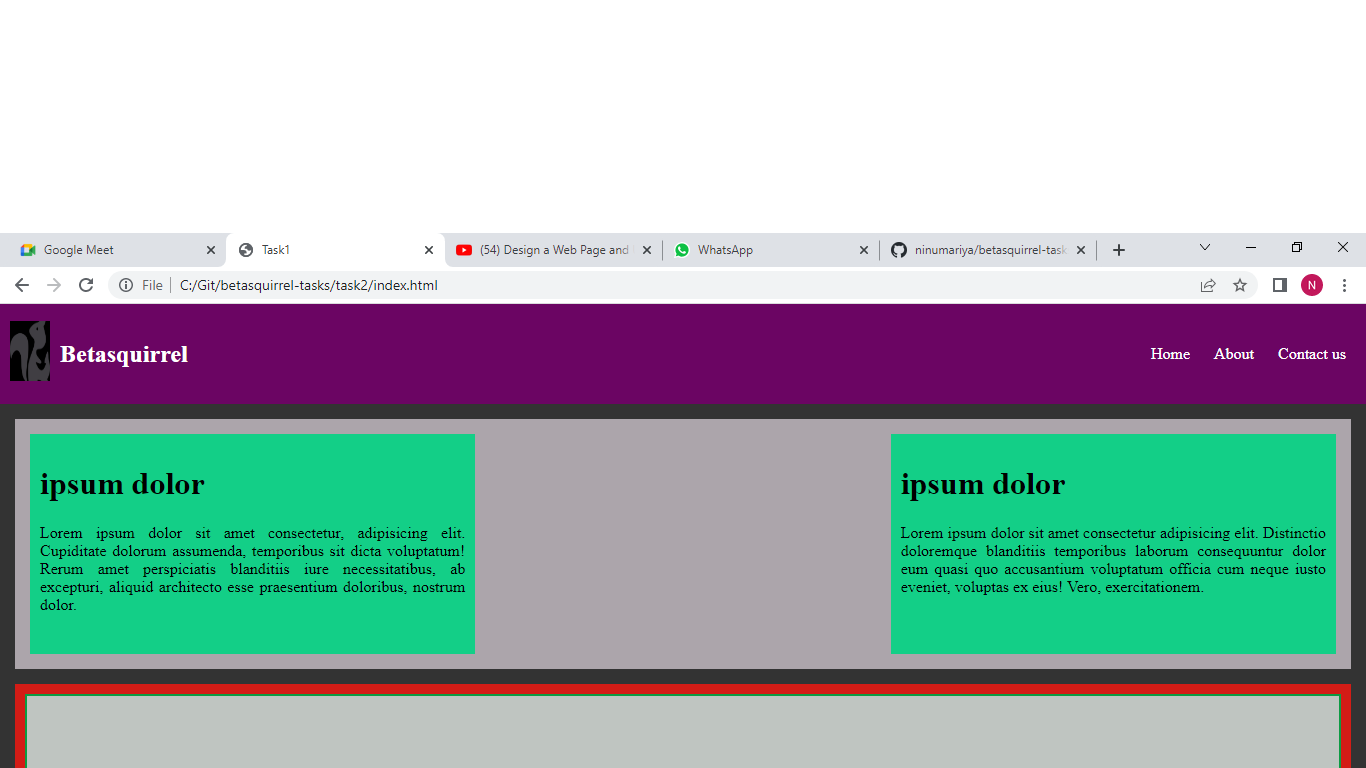 Google Meet
Task1
(54) Design a Web Page and
WhatsApp
ninumariya/betasquirrel-task
File
C:/Git/betasquirrel-tasks/task2/index.html
N
Betasquirrel
Home
About
Contact us
ipsum dolor
Lorem ipsum dolor sit amet consectetur, adipisicing elit.
Cupiditate dolorum assumenda, temporibus sit dicta voluptatum!
Rerum amet perspiciatis blanditiis iure necessitatibus, ab
excepturi, aliquid architecto esse praesentium doloribus, nostrum
dolor.
ipsum dolor
Lorem ipsum dolor sit amet consectetur adipisicing elit. Distinctio
doloremque blanditiis temporibus laborum consequuntur dolor
eum quasi quo accusantium voluptatum officia cum neque iusto
eveniet, voluptas ex eius! Vero, exercitationem.